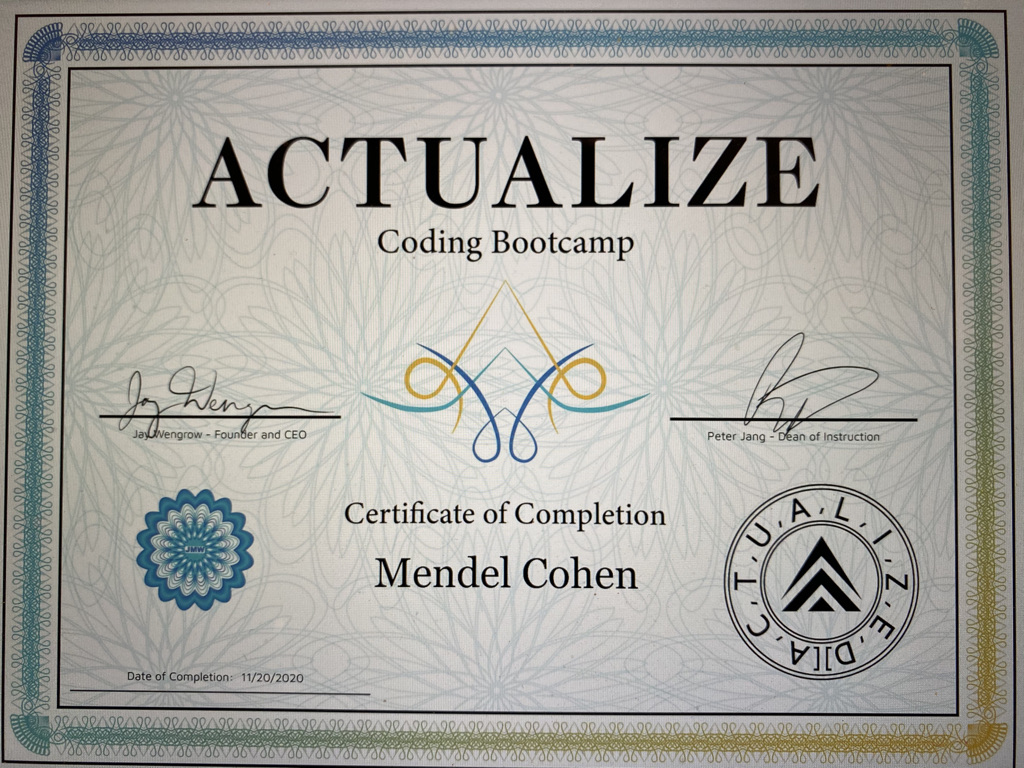 ACTUALIZE
Coding Bootcamp
Jay Wengrow
Jay Wengrow - Founder and CEO
Peter Jang - Dean of Instruction
JMW
Certificate of Completion
Mendel Cohen
A,C,T,U,A,L,I,Z,E,D][A
Date of Completion: 11/20/2020